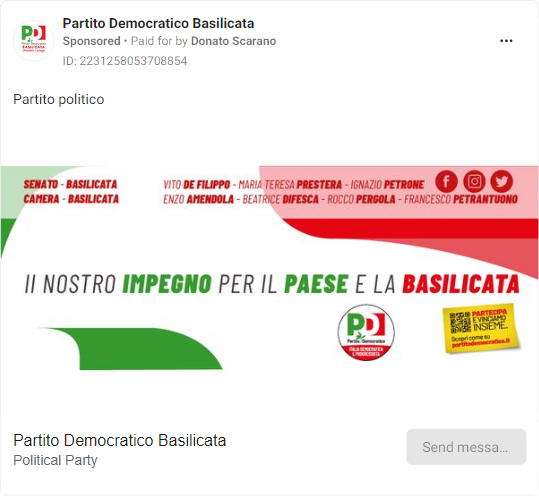 Partito Democratico Basilicata
Sponsored • Paid for by Donato Scarano
ID: 2231258053708854
Partito politico
SENATO - BASILICATA
VITO DE FILIPPO - MARIA TERESA PRESTERA - IGNAZIO PETRONE
CAMERA - BASILICATA
ENZO AMENDOLA - BEATRICE DIFESCA - ROCCO PERGOLA - FRANCESCO PETRANTUONO
Il NOSTRO IMPEGNO PER IL PAESE E LA BASILICATA
PD
Partito Democratico
ITALIA DEMOCRATICA
E PROGRESSISTA
PARTECIPA
E VINCIAMO
INSIEME.
Scopri come su
partitodemocratico.it
Partito Democratico Basilicata
Political Party
Send messa...